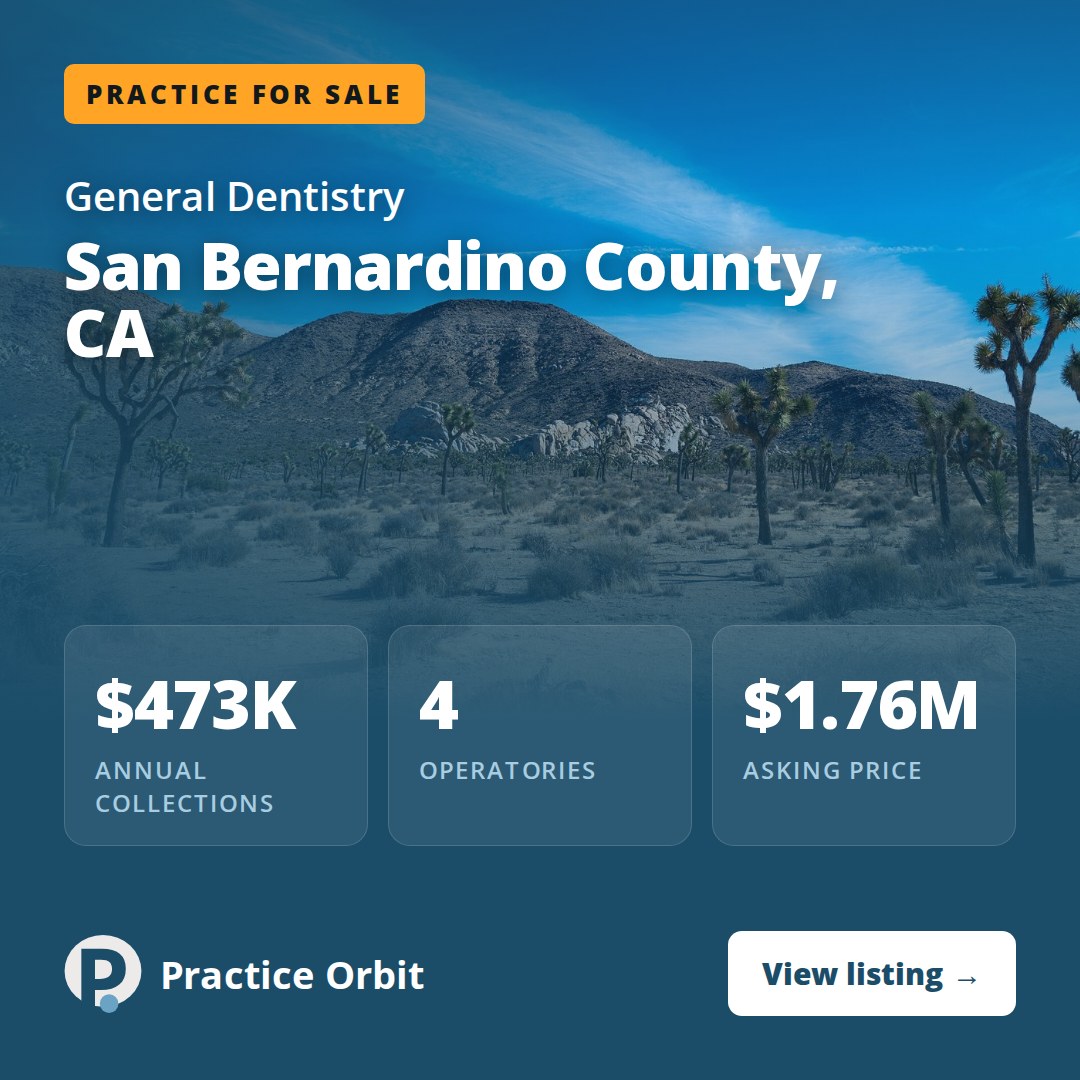 PRACTICE FOR SALE
General Dentistry
San Bernardino County,
CA
$473K
ANNUAL
COLLECTIONS
4
OPERATORIES
$1.76M
ASKING PRICE
P Practice Orbit
View listing →